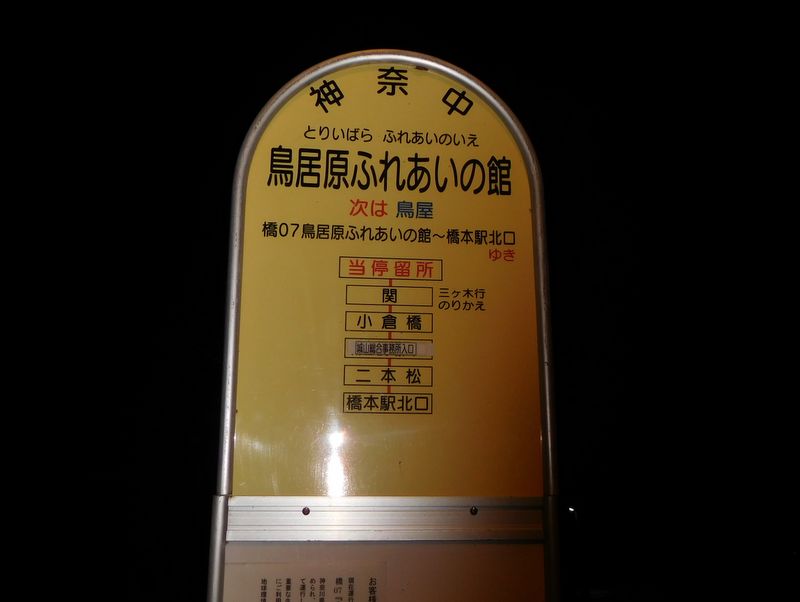 神奈中
とりいばら ふれあいのいえ
鳥居原ふれあいの館
次は 鳥屋
橋07鳥居原ふれあいの館～橋本駅北口
ゆき
当停留所
関
三ヶ木行
のりかえ
小倉橋
城山総合事務所入口
二本松
橋本駅北口
お客様